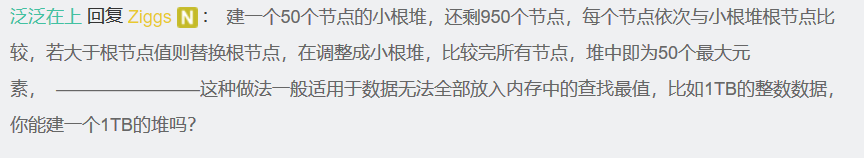 泛泛在上 回复 Ziggs N： 建一个50个节点的小根堆，还剩950个节点，每个节点依次与小根堆根节点比
较，若大于根节点值则替换根节点，在调整成小根堆，比较完所有节点，堆中即为50个最大元
素， ————————这种做法一般适用于数据无法全部放入内存中的查找最值，比如1TB的整数数据，
你能建一个1TB的堆吗?